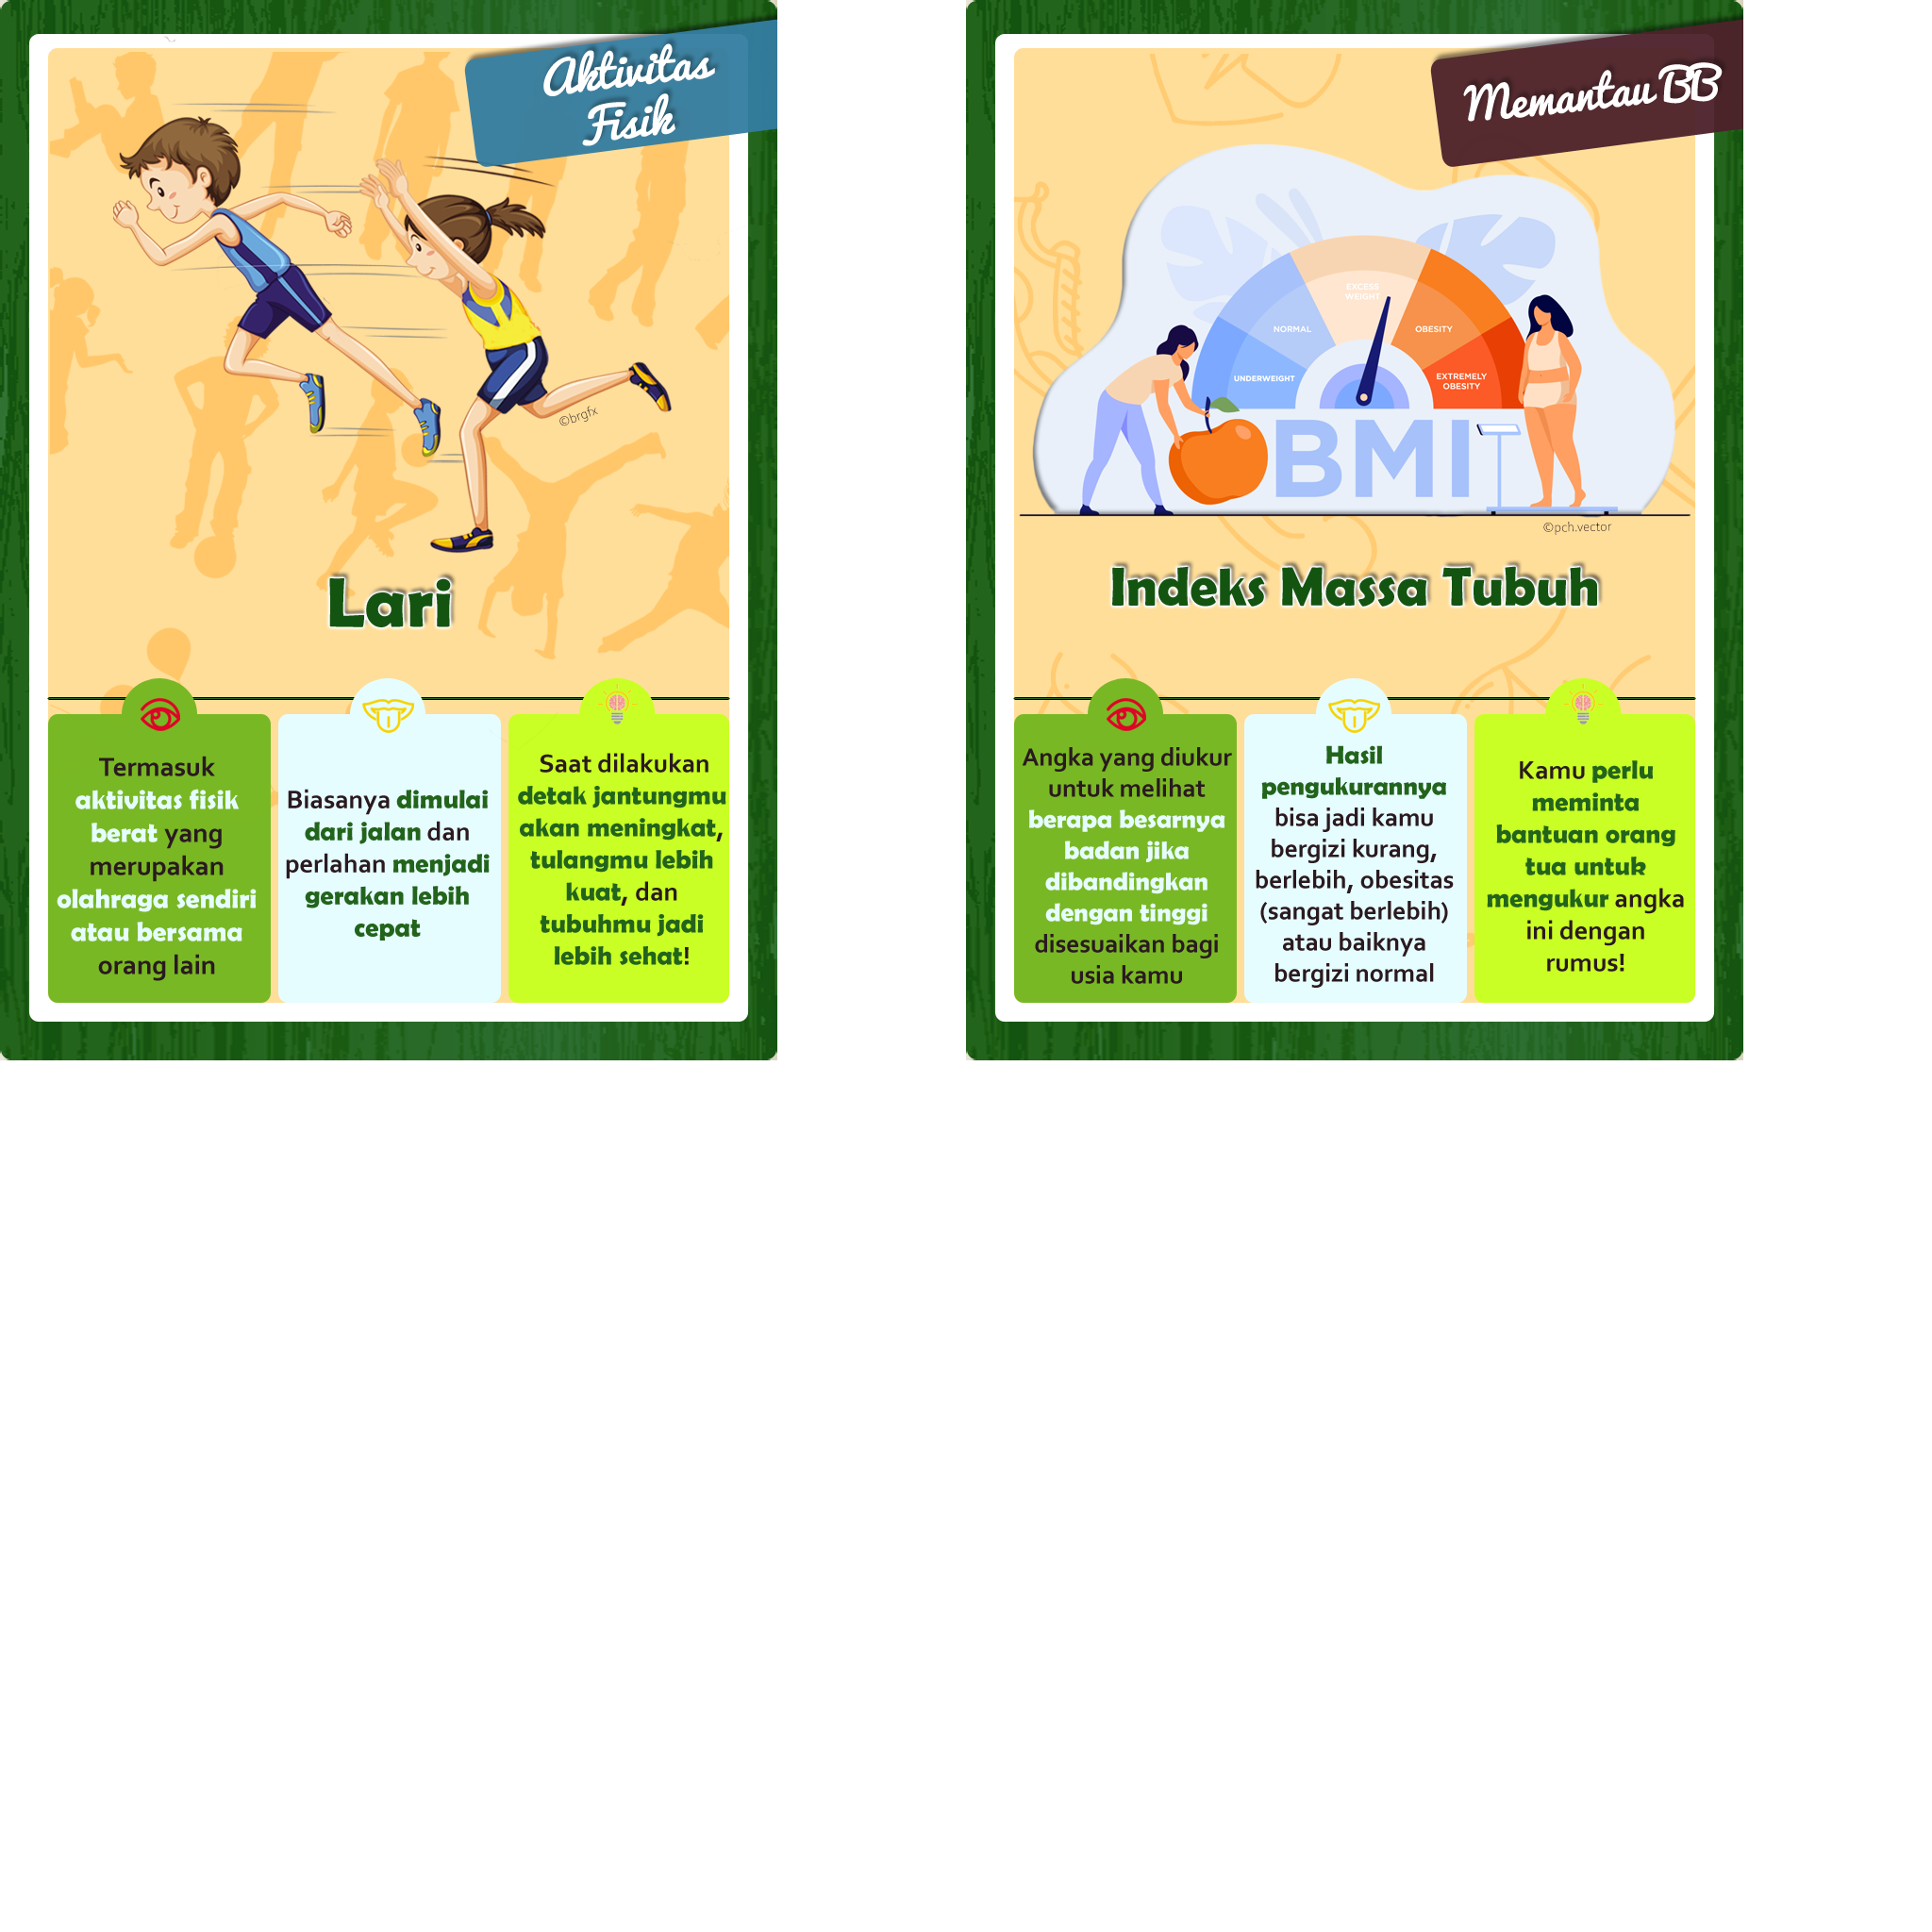 Aktivitas
Fisik
©brgfx
Lari
Termasuk
aktivitas fisik
berat yang
merupakan
olahraga sendiri
atau bersama
orang lain
Biasanya dimulai
dari jalan dan
perlahan menjadi
gerakan lebih
cepat
Saat dilakukan
detak jantungmu
akan meningkat,
tulangmu lebih
kuat, dan
tubuhmu jadi
lebih sehat!
Memantau BB
EXCESS
WEIGHT
NORMAL
OBESITY
UNDERWEIGHT
EXTREMELY
OBESITY
BMI
©pch.vector
Indeks Massa Tubuh
Angka yang diukur
untuk melihat
berapa besarnya
badan jika
dibandingkan
dengan tinggi
disesuaikan bagi
usia kamu
Hasil
pengukurannya
bisa jadi kamu
bergizi kurang,
berlebih, obesitas
(sangat berlebih)
atau baiknya
bergizi normal
Kamu perlu
meminta
bantuan orang
tua untuk
mengukur angka
ini dengan
rumus!